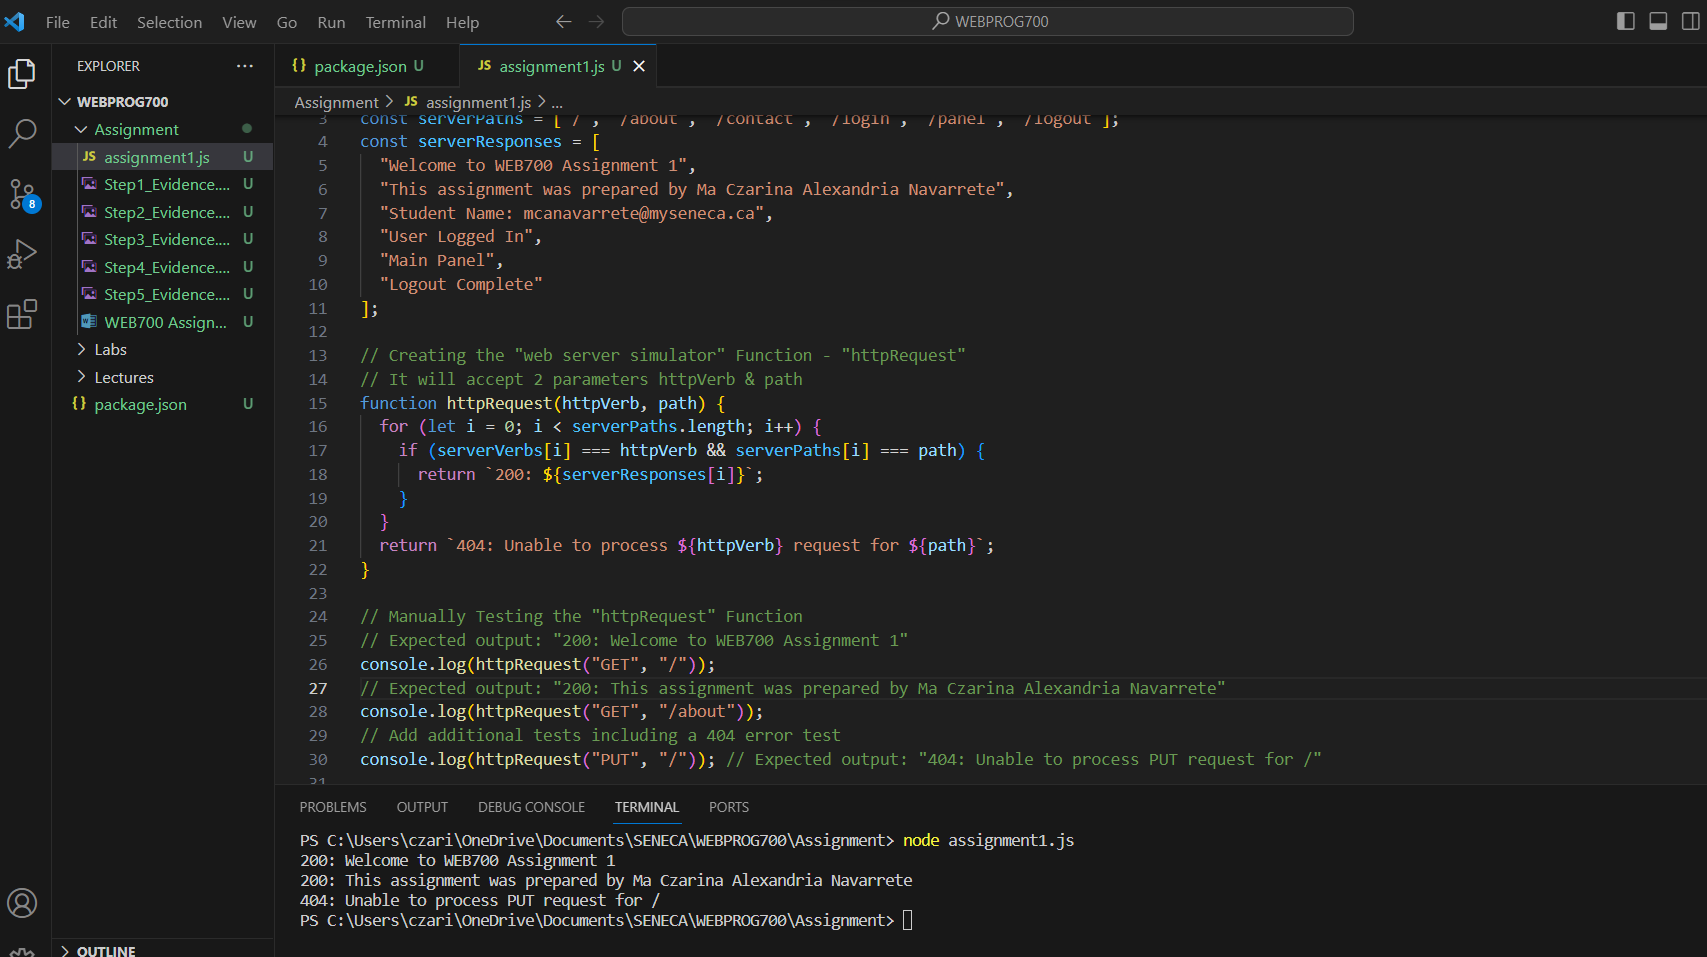 File Edit Selection View Go Run Terminal Help
WEBPROG700
EXPLORER
WEBPROG700
Assignment
JS assignment1.js U
Step1_Evidence.... U
Step2_Evidence.... U
Step3_Evidence.... U
Step4_Evidence.... U
Step5_Evidence.... U
WEB700 Assign... U
Labs
Lectures
{} package.json U
OUTLINE
8
{} package.json U
JS assignment1.js U
Assignment > JS assignment1.js > ...
3 const serverPaths = ["/", "/about", "/contact", "/login", "/panel", "/logout"];
4 const serverResponses = [
5 "Welcome to WEB700 Assignment 1",
6 "This assignment was prepared by Ma Czarina Alexandria Navarrete",
7 "Student Name: mcanavarrete@myseneca.ca",
8 "User Logged In",
9 "Main Panel",
10 "Logout Complete"
11 ];
12
13 // Creating the "web server simulator" Function - "httpRequest"
14 // It will accept 2 parameters httpVerb & path
15 function httpRequest(httpVerb, path) {
16 for (let i = 0; i < serverPaths.length; i++) {
17 if (serverVerbs[i] === httpVerb && serverPaths[i] === path) {
18 return `200: ${serverResponses[i]}`;
19 }
20 }
21 return `404: Unable to process ${httpVerb} request for ${path}`;
22 }
23
24 // Manually Testing the "httpRequest" Function
25 // Expected output: "200: Welcome to WEB700 Assignment 1"
26 console.log(httpRequest("GET", "/"));
27 // Expected output: "200: This assignment was prepared by Ma Czarina Alexandria Navarrete"
28 console.log(httpRequest("GET", "/about"));
29 // Add additional tests including a 404 error test
30 console.log(httpRequest("PUT", "/")); // Expected output: "404: Unable to process PUT request for /"
31
PROBLEMS OUTPUT DEBUG CONSOLE TERMINAL PORTS
PS C:\Users\czari\OneDrive\Documents\SENECA\WEBPROG700\Assignment> node assignment1.js
200: Welcome to WEB700 Assignment 1
200: This assignment was prepared by Ma Czarina Alexandria Navarrete
404: Unable to process PUT request for /
PS C:\Users\czari\OneDrive\Documents\SENECA\WEBPROG700\Assignment>